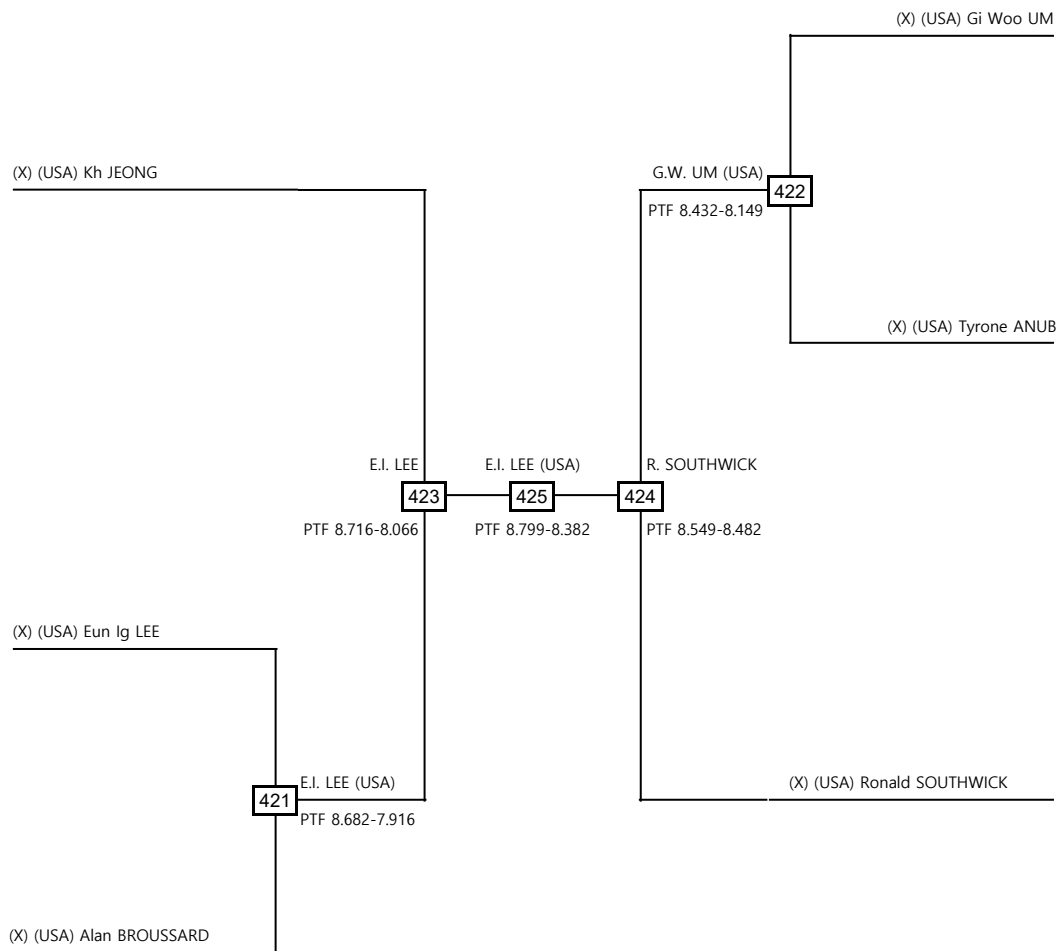 (X) (USA) Gi Woo UM
(X) (USA) Kh JEONG
G.W. UM (USA)
422
PTF 8.432-8.149
(X) (USA) Tyrone ANUB
E.I. LEE
E.I. LEE (USA)
R. SOUTHWICK
423
425
424
PTF 8.716-8.066
PTF 8.799-8.382
PTF 8.549-8.482
(X) (USA) Eun Ig LEE
E.I. LEE (USA)
(X) (USA) Ronald SOUTHWICK
421
PTF 8.682-7.916
(X) (USA) Alan BROUSSARD